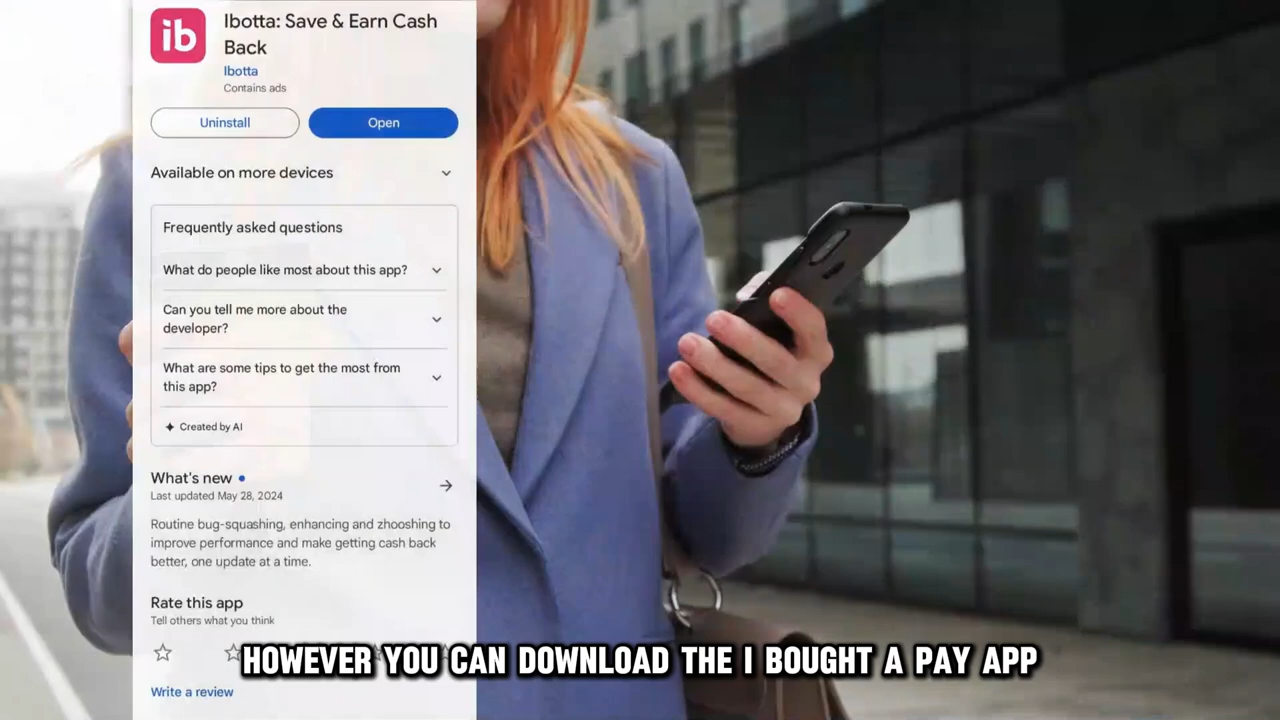 ib
Ibotta: Save & Earn Cash
Back
Ibotta
Contains ads
Uninstall
Open
Available on more devices
Frequently asked questions
What do people like most about this app?
Can you tell me more about the
developer?
What are some tips to get the most from
this app?
Created by AI
What's new
Last updated May 28, 2024
Routine bug-squashing, enhancing and zhooshing to
improve performance and make getting cash back
better, one update at a time.
Rate this app
Tell others what you think
HOWEVER YOU CAN DOWNLOAD THE I BOUGHT A PAY APP
Write a review